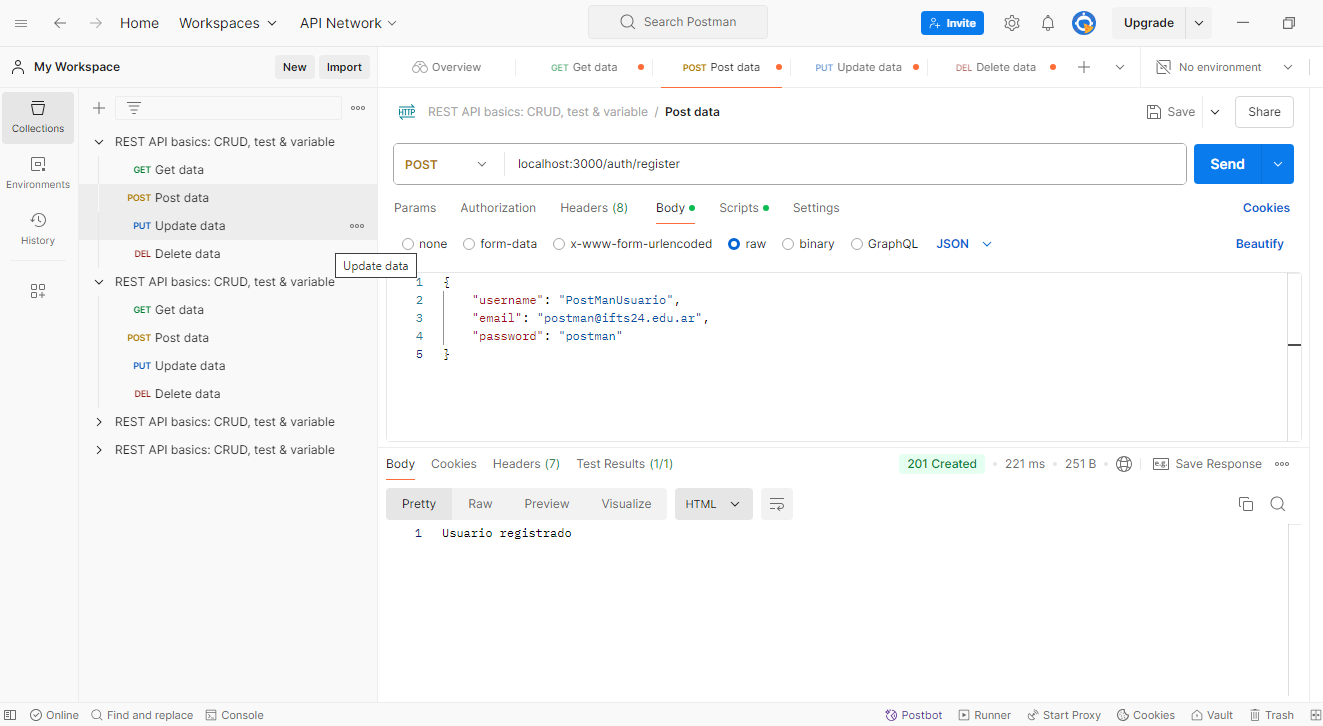 Home Workspaces API Network Search Postman Invite Upgrade
My Workspace New Import Overview GET Get data POST Post data PUT Update data DEL Delete data No environment
Collections
Environments
History
REST API basics: CRUD, test & variable
GET Get data
POST Post data
PUT Update data
DEL Delete data
Update data
REST API basics: CRUD, test & variable
GET Get data
POST Post data
PUT Update data
DEL Delete data
REST API basics: CRUD, test & variable
REST API basics: CRUD, test & variable
HTTP REST API basics: CRUD, test & variable / Post data Save Share
POST localhost:3000/auth/register Send
Params Authorization Headers (8) Body Scripts Settings Cookies
none form-data x-www-form-urlencoded raw binary GraphQL JSON Beautify
1 {
2 "username": "PostManUsuario",
3 "email": "postman@ifts24.edu.ar",
4 "password": "postman"
5 }
Body Cookies Headers (7) Test Results (1/1) 201 Created 221 ms 251 B e.g. Save Response
Pretty Raw Preview Visualize HTML
1 Usuario registrado
Online Find and replace Console Postbot Runner Start Proxy Cookies Vault Trash